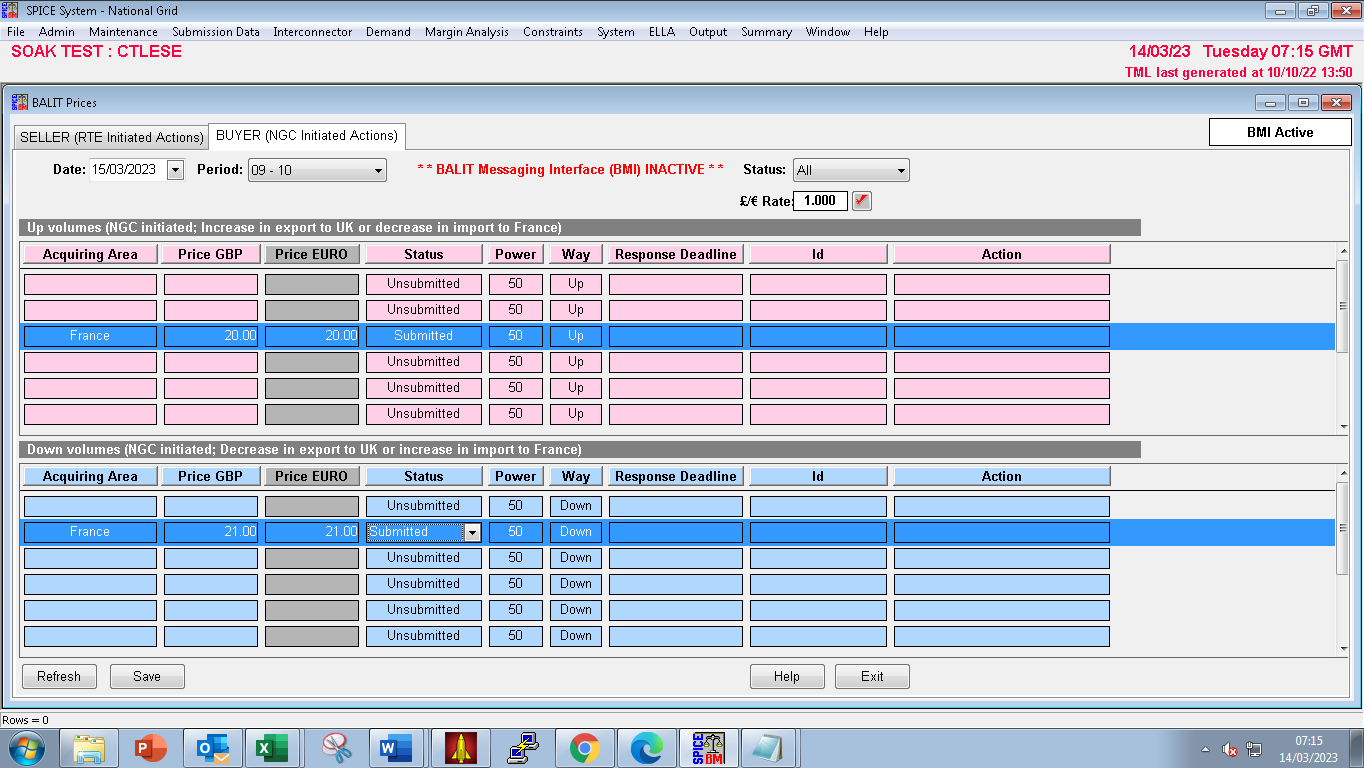 SPICE System - National Grid
File Admin Maintenance Submission Data Interconnector Demand Margin Analysis Constraints System ELLA Output Summary Window Help
SOAK TEST : CTLESE 14/03/23 Tuesday 07:15 GMT
TML last generated at 10/10/22 13:50
BALIT Prices
SELLER (RTE Initiated Actions) BUYER (NGC Initiated Actions) BMI Active
Date: 15/03/2023 Period: 09 - 10 * * BALIT Messaging Interface (BMI) INACTIVE * * Status: All
£/€ Rate: 1.000
Up volumes (NGC initiated; Increase in export to UK or decrease in import to France)
Acquiring Area Price GBP Price EURO Status Power Way Response Deadline Id Action
Unsubmitted 50 Up
Unsubmitted 50 Up
France 20.00 20.00 Submitted 50 Up
Unsubmitted 50 Up
Unsubmitted 50 Up
Unsubmitted 50 Up
Down volumes (NGC initiated; Decrease in export to UK or increase in import to France)
Acquiring Area Price GBP Price EURO Status Power Way Response Deadline Id Action
Unsubmitted 50 Down
France 21.00 21.00 Submitted 50 Down
Unsubmitted 50 Down
Unsubmitted 50 Down
Unsubmitted 50 Down
Unsubmitted 50 Down
Refresh Save Help Exit
Rows = 0
SPICE BMI
07:15
14/03/2023